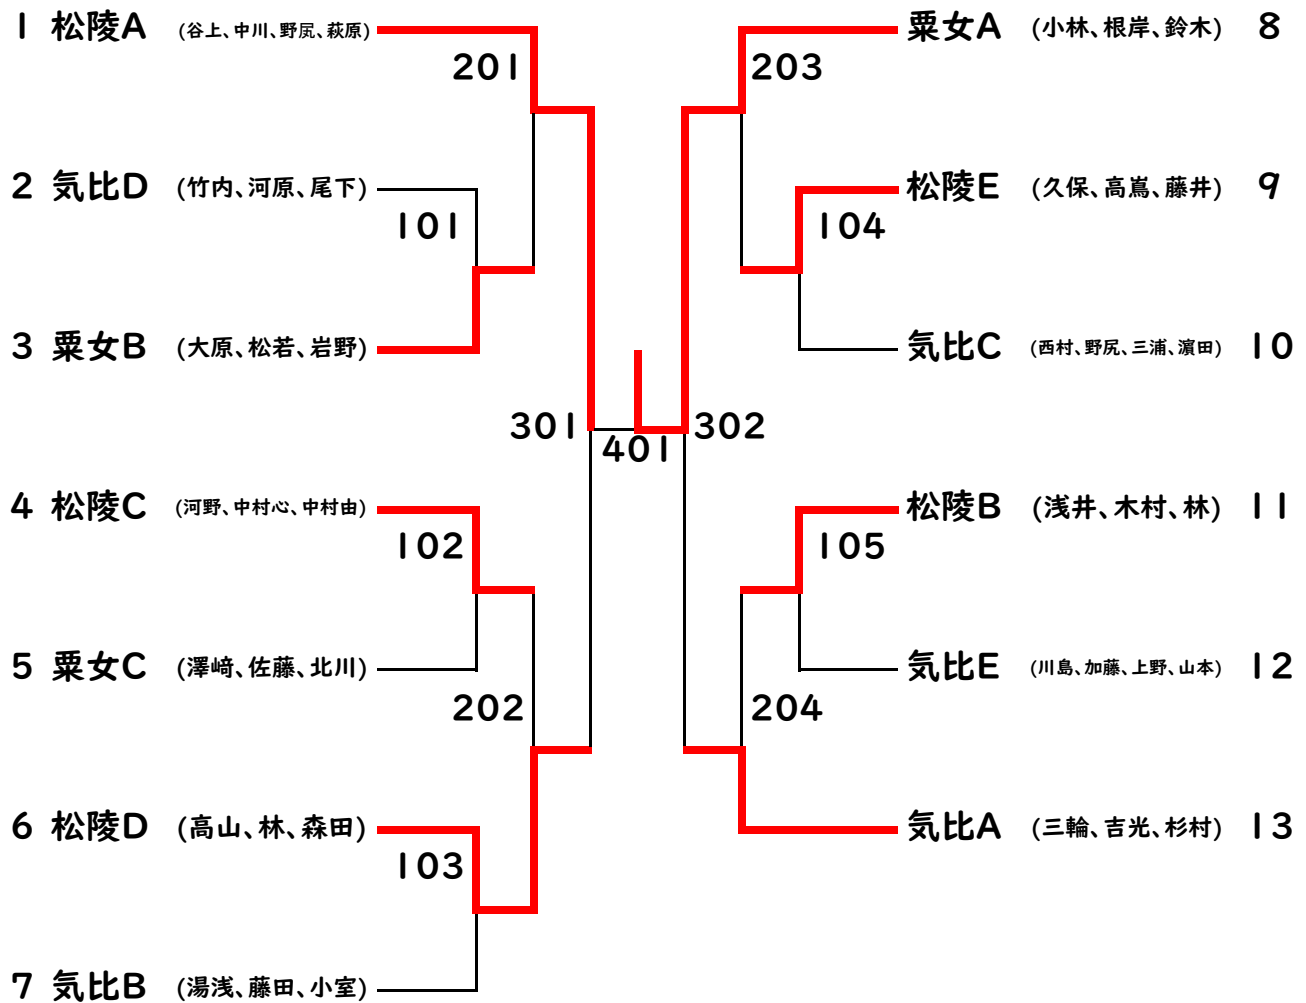 1 松陵A (谷上、中川、野尻、萩原)
201
2 気比D (竹内、河原、尾下)
101
3 粟女B (大原、松若、岩野)
301
4 松陵C (河野、中村心、中村由)
102
5 粟女C (澤﨑、佐藤、北川)
202
6 松陵D (高山、林、森田)
103
7 気比B (湯浅、藤田、小室)
401
粟女A (小林、根岸、鈴木) 8
203
松陵E (久保、高嶌、藤井) 9
104
気比C (西村、野尻、三浦、濵田) 10
302
松陵B (浅井、木村、林) 11
105
気比E (川島、加藤、上野、山本) 12
204
気比A (三輪、吉光、杉村) 13